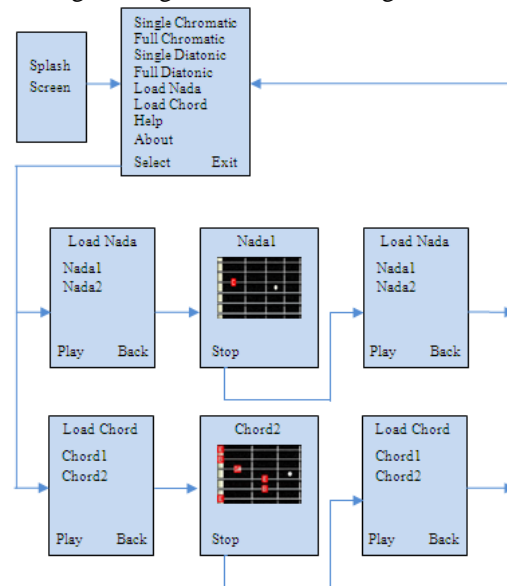 Splash
Screen
Single Chromatic
Full Chromatic
Single Diatonic
Full Diatonic
Load Nada
Load Chord
Help
About
Select Exit
Load Nada
Nada1
Nada2
Play Back
Nada1
Stop
Load Nada
Nada1
Nada2
Play Back
Load Chord
Chord1
Chord2
Play Back
Chord2
Stop
Load Chord
Chord1
Chord2
Play Back